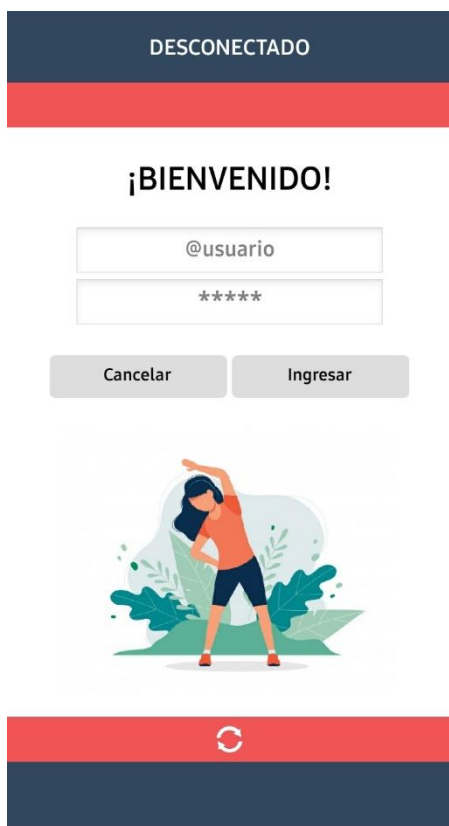 DESCONECTADO
¡BIENVENIDO!
@usuario
*****
Cancelar Ingresar